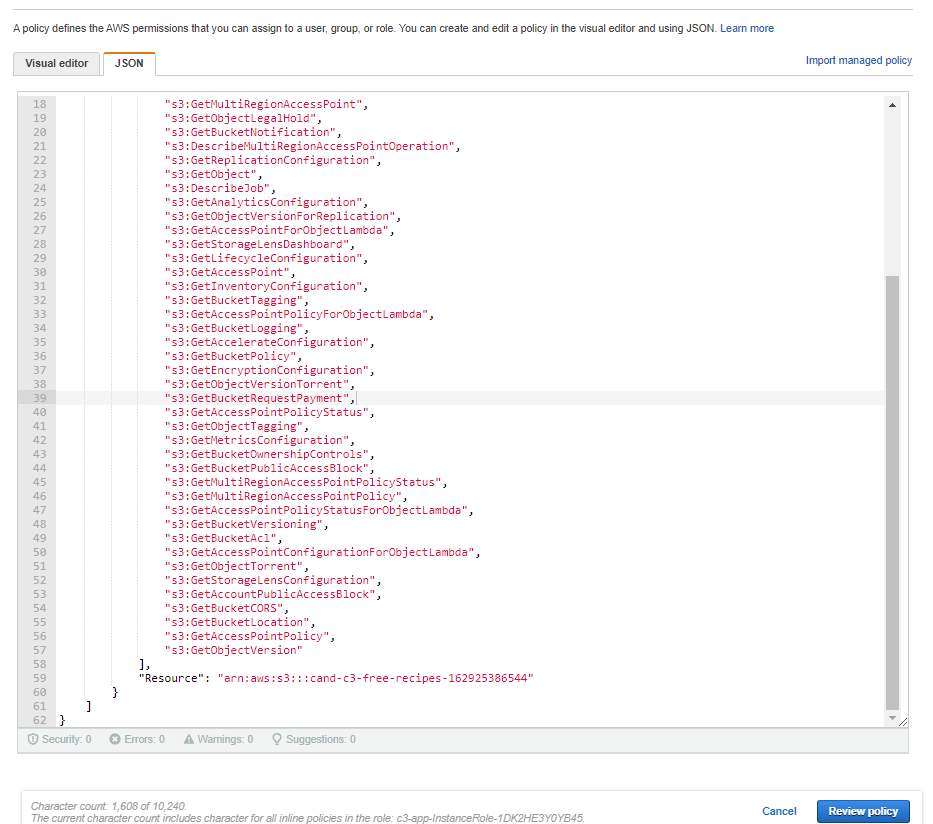 A policy defines the AWS permissions that you can assign to a user, group, or role. You can create and edit a policy in the visual editor and using JSON. Learn more
Visual editor JSON Import managed policy
18 "s3:GetMultiRegionAccessPoint",
19 "s3:GetObjectLegalHold",
20 "s3:GetBucketNotification",
21 "s3:DescribeMultiRegionAccessPointOperation",
22 "s3:GetReplicationConfiguration",
23 "s3:GetObject",
24 "s3:DescribeJob",
25 "s3:GetAnalyticsConfiguration",
26 "s3:GetObjectVersionForReplication",
27 "s3:GetAccessPointForObjectLambda",
28 "s3:GetStorageLensDashboard",
29 "s3:GetLifecycleConfiguration",
30 "s3:GetAccessPoint",
31 "s3:GetInventoryConfiguration",
32 "s3:GetBucketTagging",
33 "s3:GetAccessPointPolicyForObjectLambda",
34 "s3:GetBucketLogging",
35 "s3:GetAccelerateConfiguration",
36 "s3:GetBucketPolicy",
37 "s3:GetEncryptionConfiguration",
38 "s3:GetObjectVersionTorrent",
39 "s3:GetBucketRequestPayment",
40 "s3:GetAccessPointPolicyStatus",
41 "s3:GetObjectTagging",
42 "s3:GetMetricsConfiguration",
43 "s3:GetBucketOwnershipControls",
44 "s3:GetBucketPublicAccessBlock",
45 "s3:GetMultiRegionAccessPointPolicyStatus",
46 "s3:GetMultiRegionAccessPointPolicy",
47 "s3:GetAccessPointPolicyStatusForObjectLambda",
48 "s3:GetBucketVersioning",
49 "s3:GetBucketAcl",
50 "s3:GetAccessPointConfigurationForObjectLambda",
51 "s3:GetObjectTorrent",
52 "s3:GetStorageLensConfiguration",
53 "s3:GetAccountPublicAccessBlock",
54 "s3:GetBucketCORS",
55 "s3:GetBucketLocation",
56 "s3:GetAccessPointPolicy",
57 "s3:GetObjectVersion"
58 ],
59 "Resource": "arn:aws:s3:::cand-c3-free-recipes-162925386544"
60 }
61 ]
62 }
Security: 0 Errors: 0 Warnings: 0 Suggestions: 0
Character count: 1,608 of 10,240.
The current character count includes character for all inline policies in the role: c3-app-InstanceRole-1DK2HE3Y0YB45.
Cancel Review policy